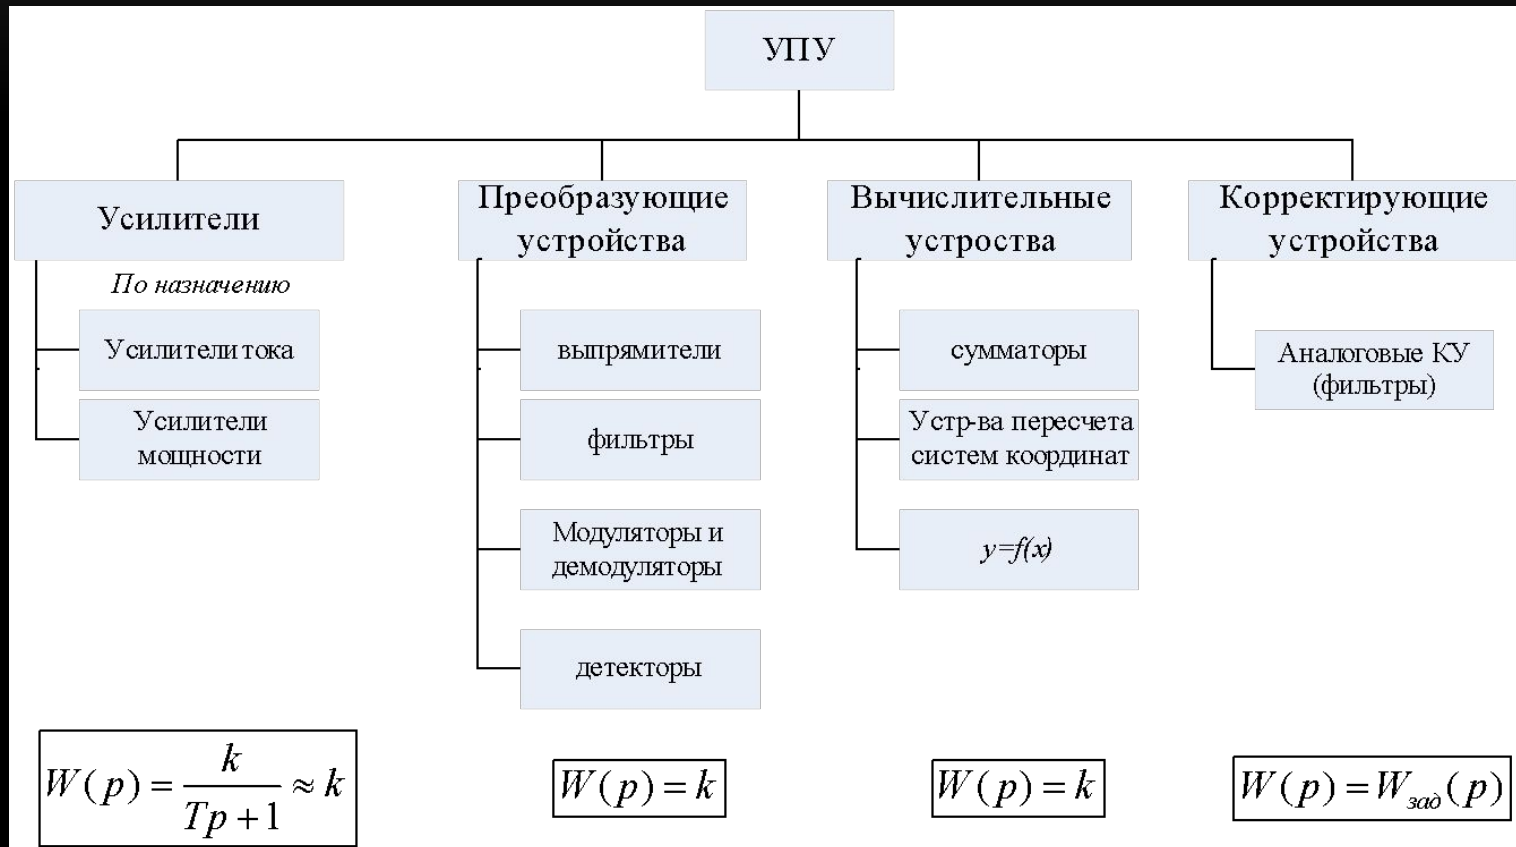 УПУ
Усилители
Преобразующие
устройства
Вычислительные
устроства
Корректирующие
устройства
По назначению
Усилители тока
Усилители
мощности
выпрямители
фильтры
Модуляторы и
демодуляторы
детекторы
сумматоры
Устр-ва пересчета
систем координат
y=f(x)
Аналоговые КУ
(фильтры)
W(p) = k/(Tp + 1) ≈ k
W(p) = k
W(p) = k
W(p) = Wзад(p)